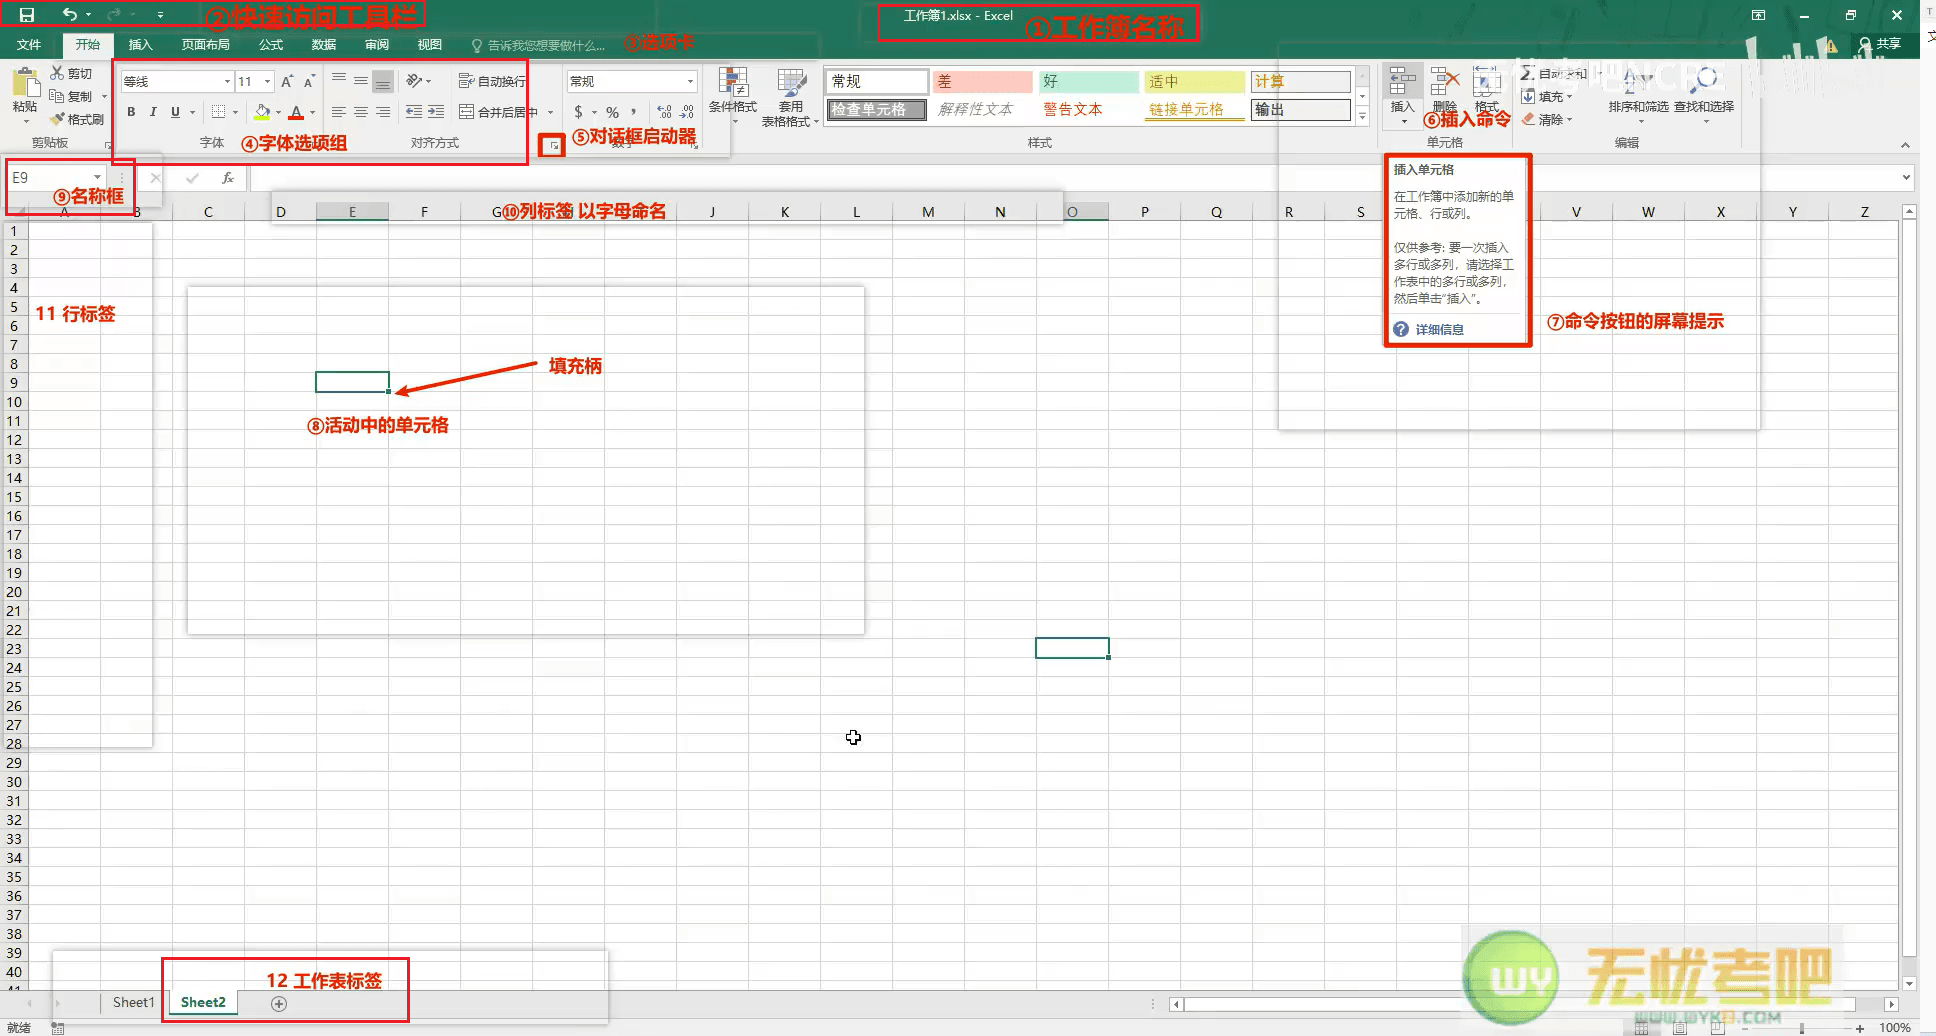 ②快速访问工具栏
工作簿1.xlsx - Excel
①工作簿名称
文件 开始 插入 页面布局 公式 数据 审阅 视图 告诉我您想要做什么... ③选项卡 共享
粘贴 剪切
复制
格式刷
剪贴板
等线 11
B I U
字体 ④字体选项组
自动换行
合并后居中
对齐方式
常规
$ % ,
⑤对话框启动器
条件格式 套用
表格格式
常规 差 好 适中 计算
检查单元格 解释性文本 警告文本 链接单元格 输出
样式
插入 删除 格式
⑥插入命令
单元格
自动求和
填充
清除
排序和筛选 查找和选择
编辑
E9
⑨名称框
fx
A B C D E F G ⑩列标签 以字母命名 J K L M N O P Q R S V W X Y Z
插入单元格
在工作簿中添加新的单
元格、行或列。
仅供参考: 要一次插入
多行或多列，请选择工
作表中的多行或多列，
然后单击“插入”。
详细信息
⑦命令按钮的屏幕提示
1
2
3
4
5
6
7
8
9
10
11
12
13
14
15
16
17
18
19
20
21
22
23
24
25
26
27
28
29
30
31
32
33
34
35
36
37
38
39
40
41
11 行标签
填充柄
⑧活动中的单元格
12 工作表标签
Sheet1 Sheet2
就绪
100%
WY 无忧考吧